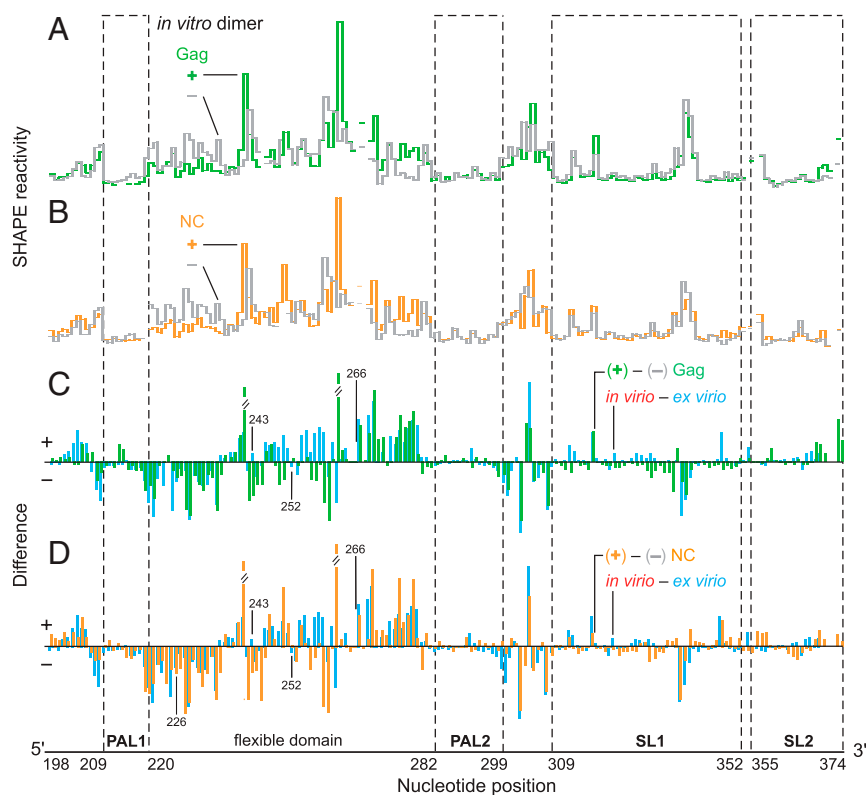 A
in vitro dimer
Gag
+
−
SHAPE reactivity
B
NC
+
−
C
266
243
252
+
−
(+) – (−) Gag
in virio – ex virio
Difference
D
266
243
252
226
+
−
(+) – (−) NC
in virio – ex virio
PAL1 flexible domain PAL2 SL1 SL2
5' 3'
198 209 220 282 299 309 352 355 374
Nucleotide position